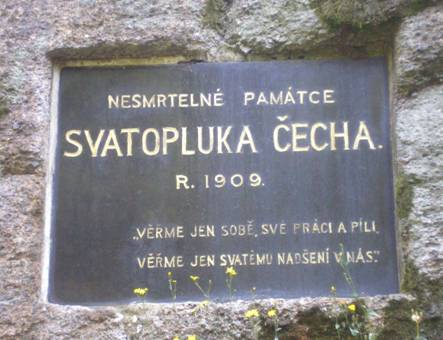 NESMRTELNÉ PAMÁTCE
SVATOPLUKA ČECHA.
R. 1909.
„VĚŘME JEN SOBĚ, SVÉ PRÁCI A PÍLI,
VĚŘME JEN SVATÉMU NADŠENÍ V NÁS."